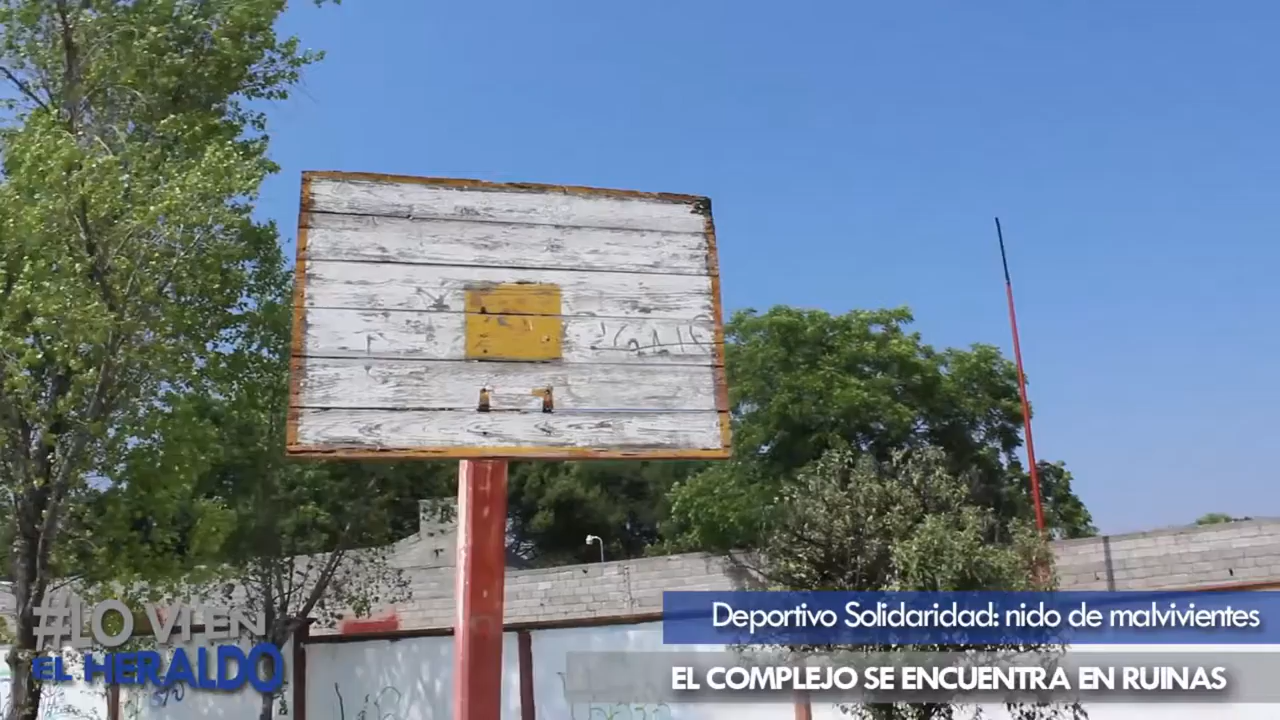 Deportivo Solidaridad: nido de malvivientes
EL COMPLEJO SE ENCUENTRA EN RUINAS
#LO VI EN
EL HERALDO